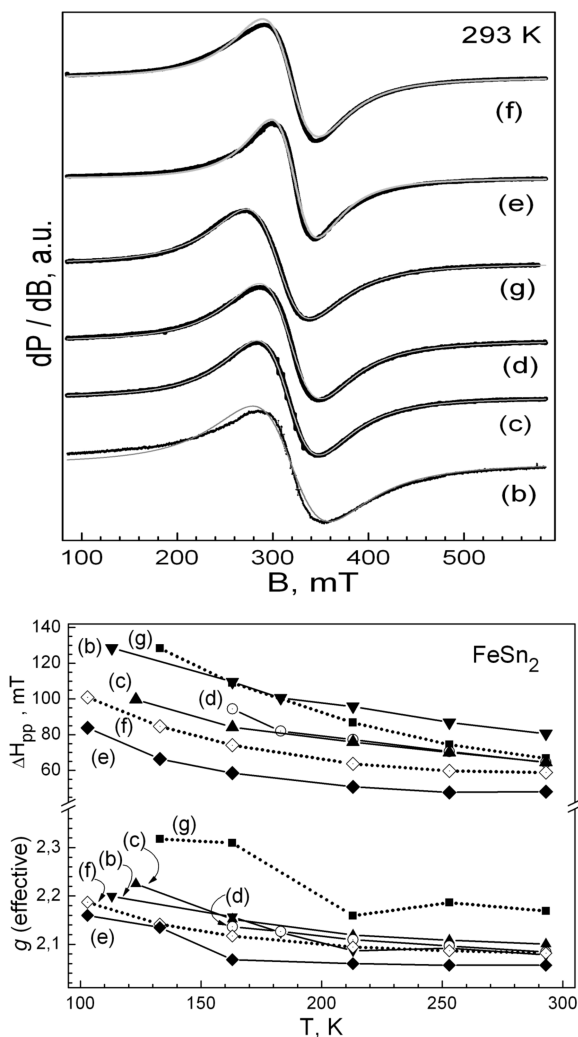 293 K
(f)
(e)
(g)
(d)
(c)
(b)
dP / dB, a.u.
100 200 300 400 500
B, mT
140
120
100
80
60
ΔHpp , mT
(b) (g) FeSn2
(c) (d)
(f)
(e)
2,3
2,2
2,1
g (effective)
(g)
(c)
(b)
(f) (d)
(e)
100 150 200 250 300
T, K